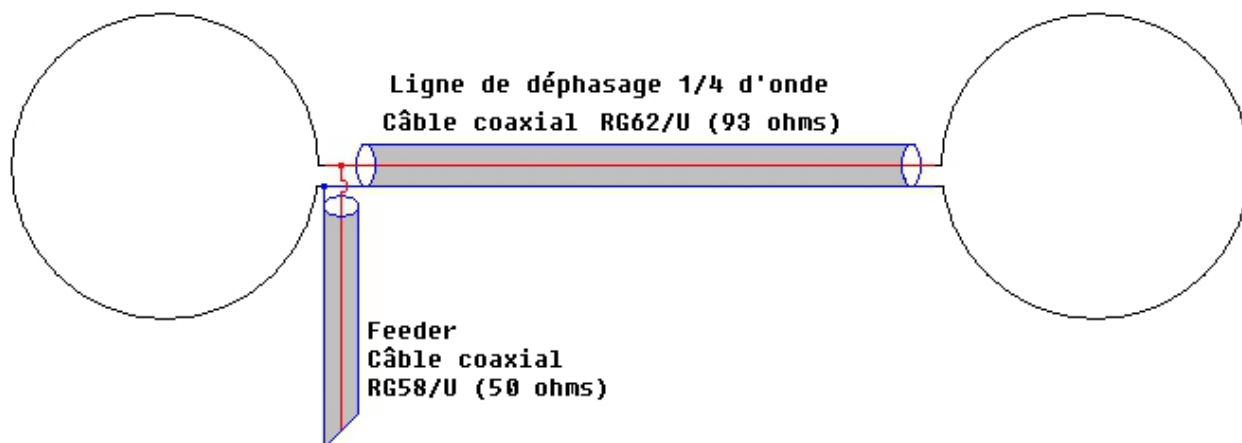 Ligne de déphasage 1/4 d'onde
Câble coaxial RG62/U (93 ohms)
Feeder
Câble coaxial
RG58/U (50 ohms)